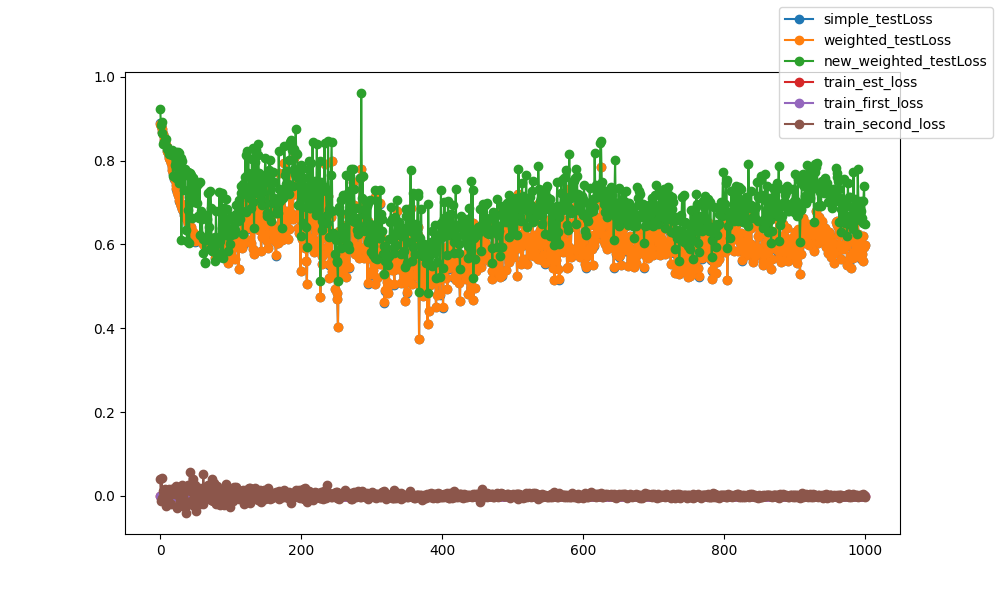 simple_testLoss
weighted_testLoss
new_weighted_testLoss
train_est_loss
train_first_loss
train_second_loss
1.0
0.8
0.6
0.4
0.2
0.0
0 200 400 600 800 1000